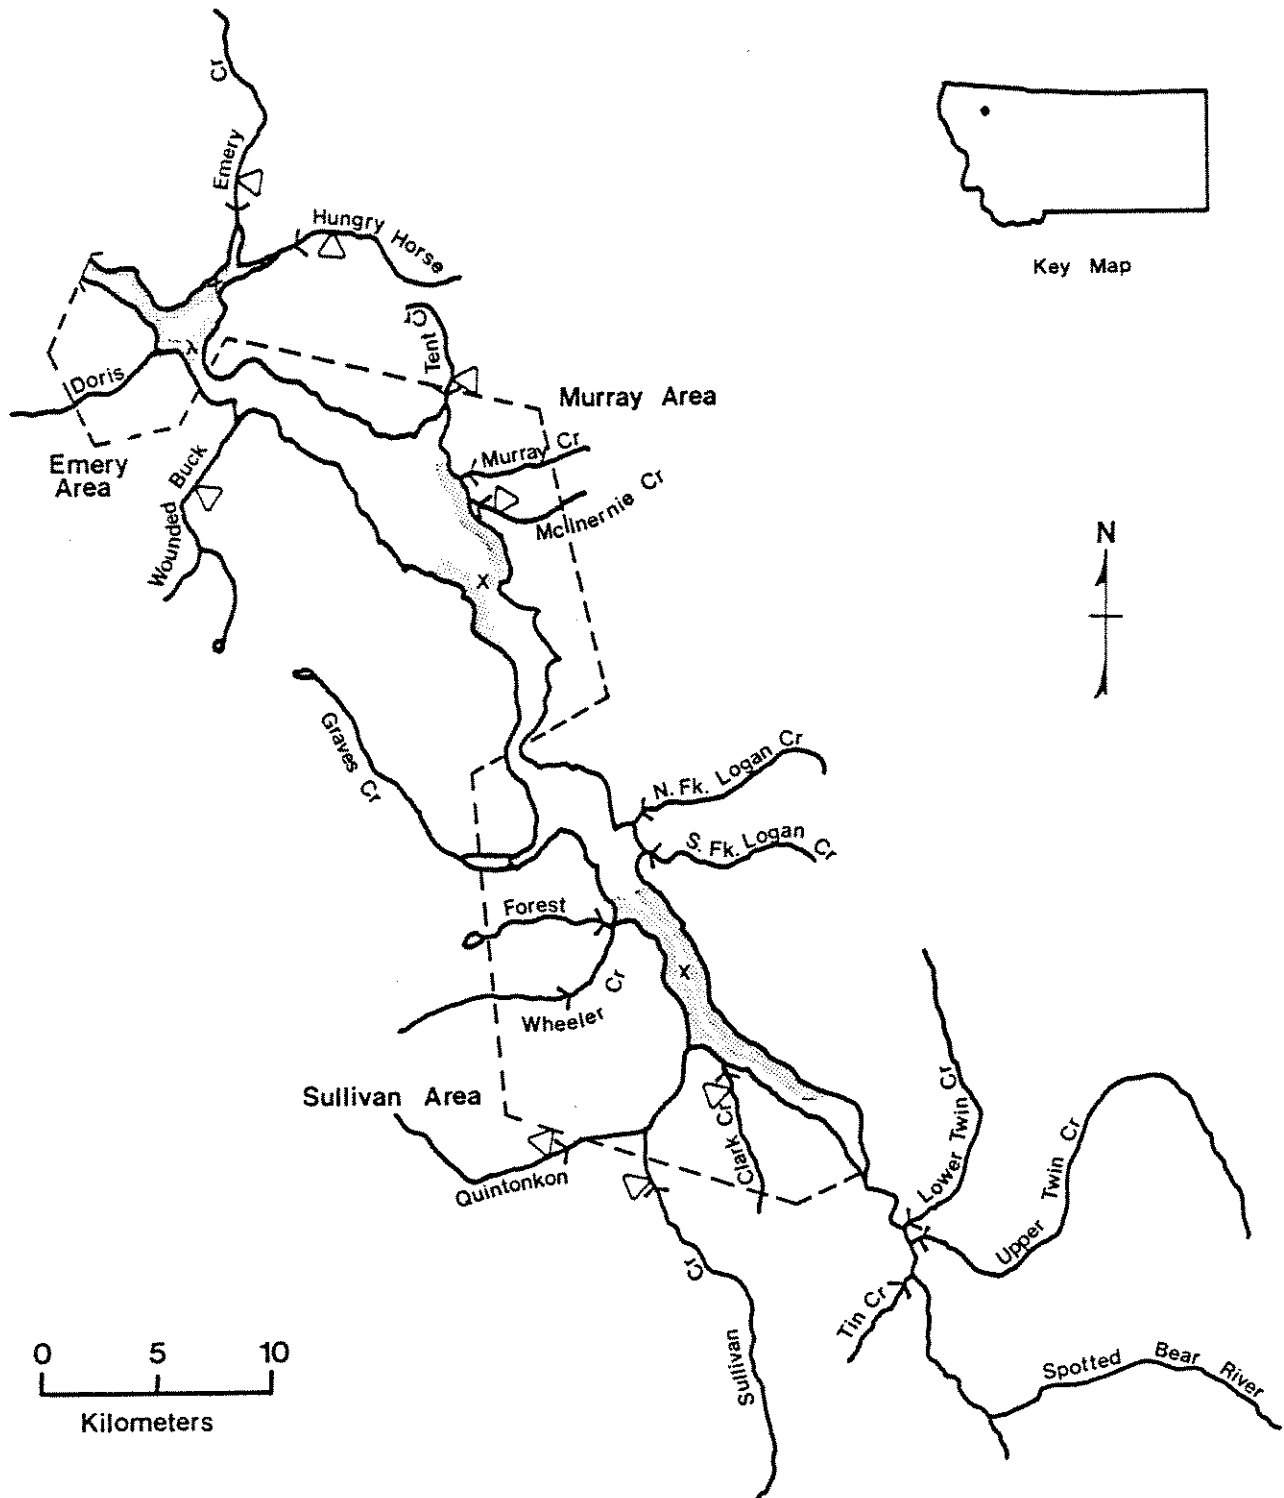 Emery Cr
Hungry Horse
Key Map
Tent Cr
Doris
Murray Area
Emery
Area
Murray Cr
McInernie Cr
Wounded Buck
N
X
Graves Cr
N. Fk. Logan Cr
S. Fk. Logan Cr
Forest
X
Wheeler Cr
Sullivan Area
Lower Twin Cr
Clark Cr
Upper Twin Cr
Quintonkon
Tin Cr
Sullivan Cr
Spotted Bear River
0 5 10
Kilometers